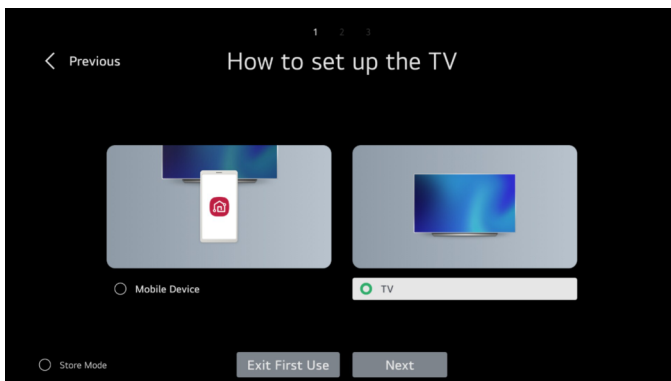 1 2 3
Previous
How to set up the TV
Mobile Device
TV
Store Mode
Exit First Use
Next